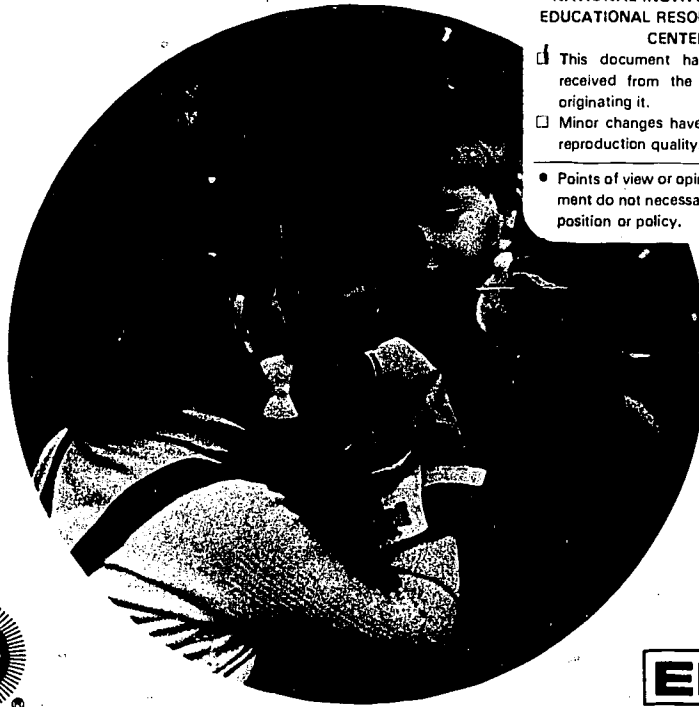 EDUCATIONAL RESO
CENTE
This document ha
received from the
originating it.
Minor changes have
reproduction quality
• Points of view or opin
ment do not necessa
position or policy.
E
®